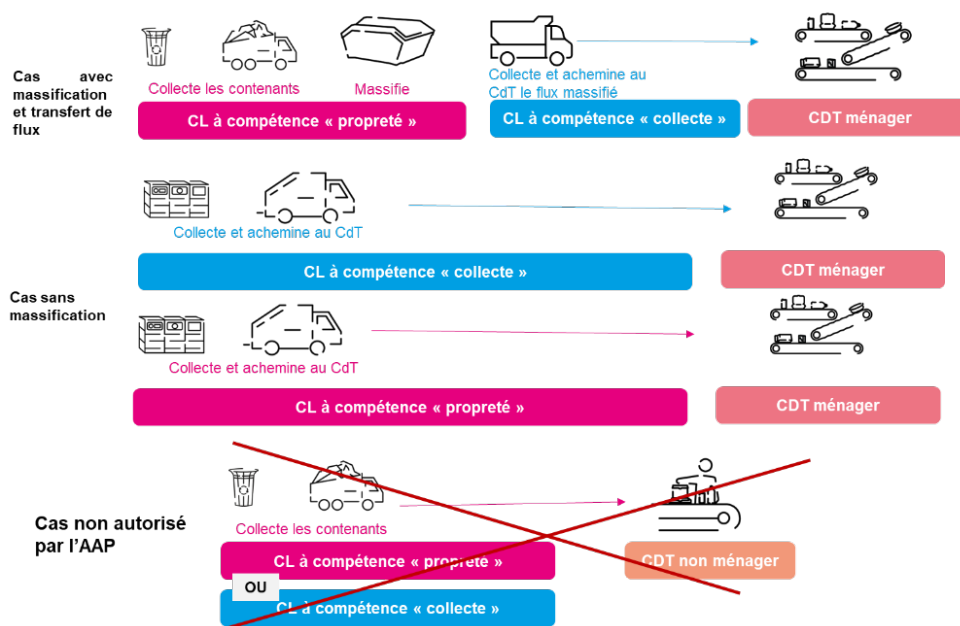 Cas avec
massification
et transfert de
flux
Collecte les contenants
Massifie
Collecte et achemine au
CdT le flux massifié
CL à compétence « propreté »
CL à compétence « collecte »
CDT ménager
Collecte et achemine au CdT
CL à compétence « collecte »
CDT ménager
Cas sans
massification
Collecte et achemine au CdT
CL à compétence « propreté »
CDT ménager
Cas non autorisé
par l'AAP
Collecte les contenants
CL à compétence « propreté »
CDT non ménager
OU
CL à compétence « collecte »